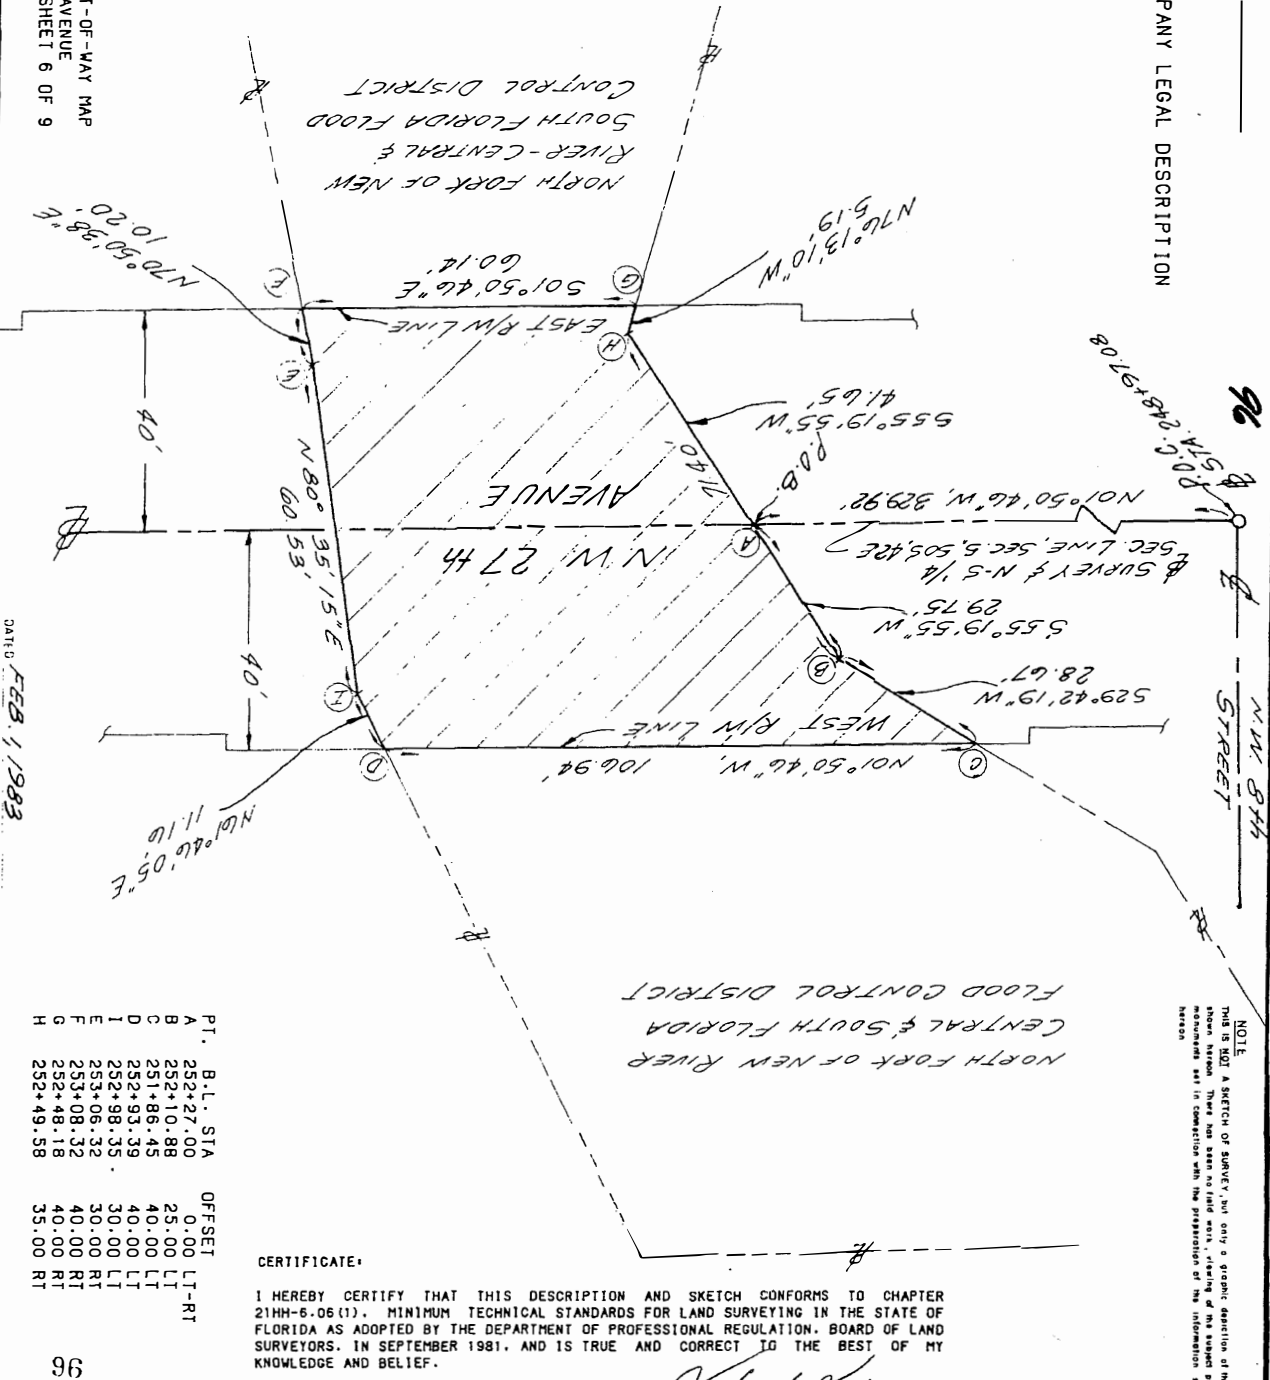 T-OF-WAY MAP
AVENUE
SHEET 6 OF 9
PANY LEGAL DESCRIPTION
NORTH FORK OF NEW
RIVER-CENTRAL &
SOUTH FLORIDA FLOOD
CONTROL DISTRICT
N70°50'38"E
10.20'
N76°13'10"W
5.19'
S01°50'46"E
60.14'
EAST R/W LINE
F
G
E
H
40'
S55°19'55"W
41.65'
71.40'
P.O.B.
N.W. 27th
AVENUE
N80°35'15"E
60.53'
A
N01°50'46"W, 329.92'
℄ SURVEY & N-S 1/4
SEC. LINE, SEC. 5, 50S, 42E
P.O.C.
STA. 248+97.08
96
N.W. 8th
STREET
S55°19'55"W
29.75'
B
S29°42'19"W
28.67'
WEST R/W LINE
N01°50'46"W, 106.94'
C
D
I
40'
N61°46'05"E
11.16
NORTH FORK OF NEW RIVER
CENTRAL & SOUTH FLORIDA
FLOOD CONTROL DISTRICT
DATED FEB. 1, 1983
NOTE
THIS IS NOT A SKETCH OF SURVEY, but only a graphic depiction of th
shown hereon. There has been no field work, viewing of the subject p
monuments set in connection with the preparation of the information s
hereon
PT. B.L. STA OFFSET
A 252+27.00 0.00 LT-RT
B 252+10.88 25.00 LT
C 251+86.45 40.00 LT
D 252+93.39 40.00 LT
I 252+98.35 30.00 LT
E 253+06.32 30.00 RT
F 253+08.32 40.00 RT
G 252+48.18 40.00 RT
H 252+49.58 35.00 RT
CERTIFICATE:
I HEREBY CERTIFY THAT THIS DESCRIPTION AND SKETCH CONFORMS TO CHAPTER
21HH-6.06(1). MINIMUM TECHNICAL STANDARDS FOR LAND SURVEYING IN THE STATE OF
FLORIDA AS ADOPTED BY THE DEPARTMENT OF PROFESSIONAL REGULATION. BOARD OF LAND
SURVEYORS. IN SEPTEMBER 1981. AND IS TRUE AND CORRECT TO THE BEST OF MY
KNOWLEDGE AND BELIEF.
96